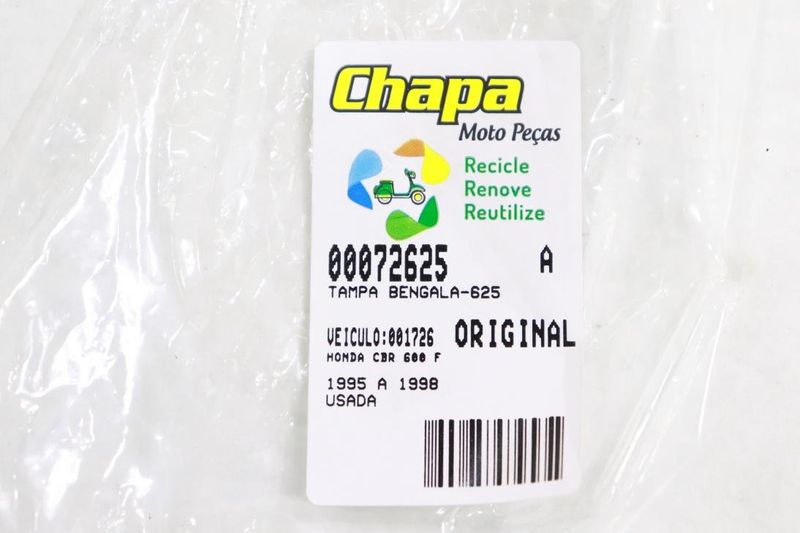 Chapa
Moto Peças
Recicle
Renove
Reutilize
00072625 A
TAMPA BENGALA-625
VEICULO:001726 ORIGINAL
HONDA CBR 600 F
1995 A 1998
USADA